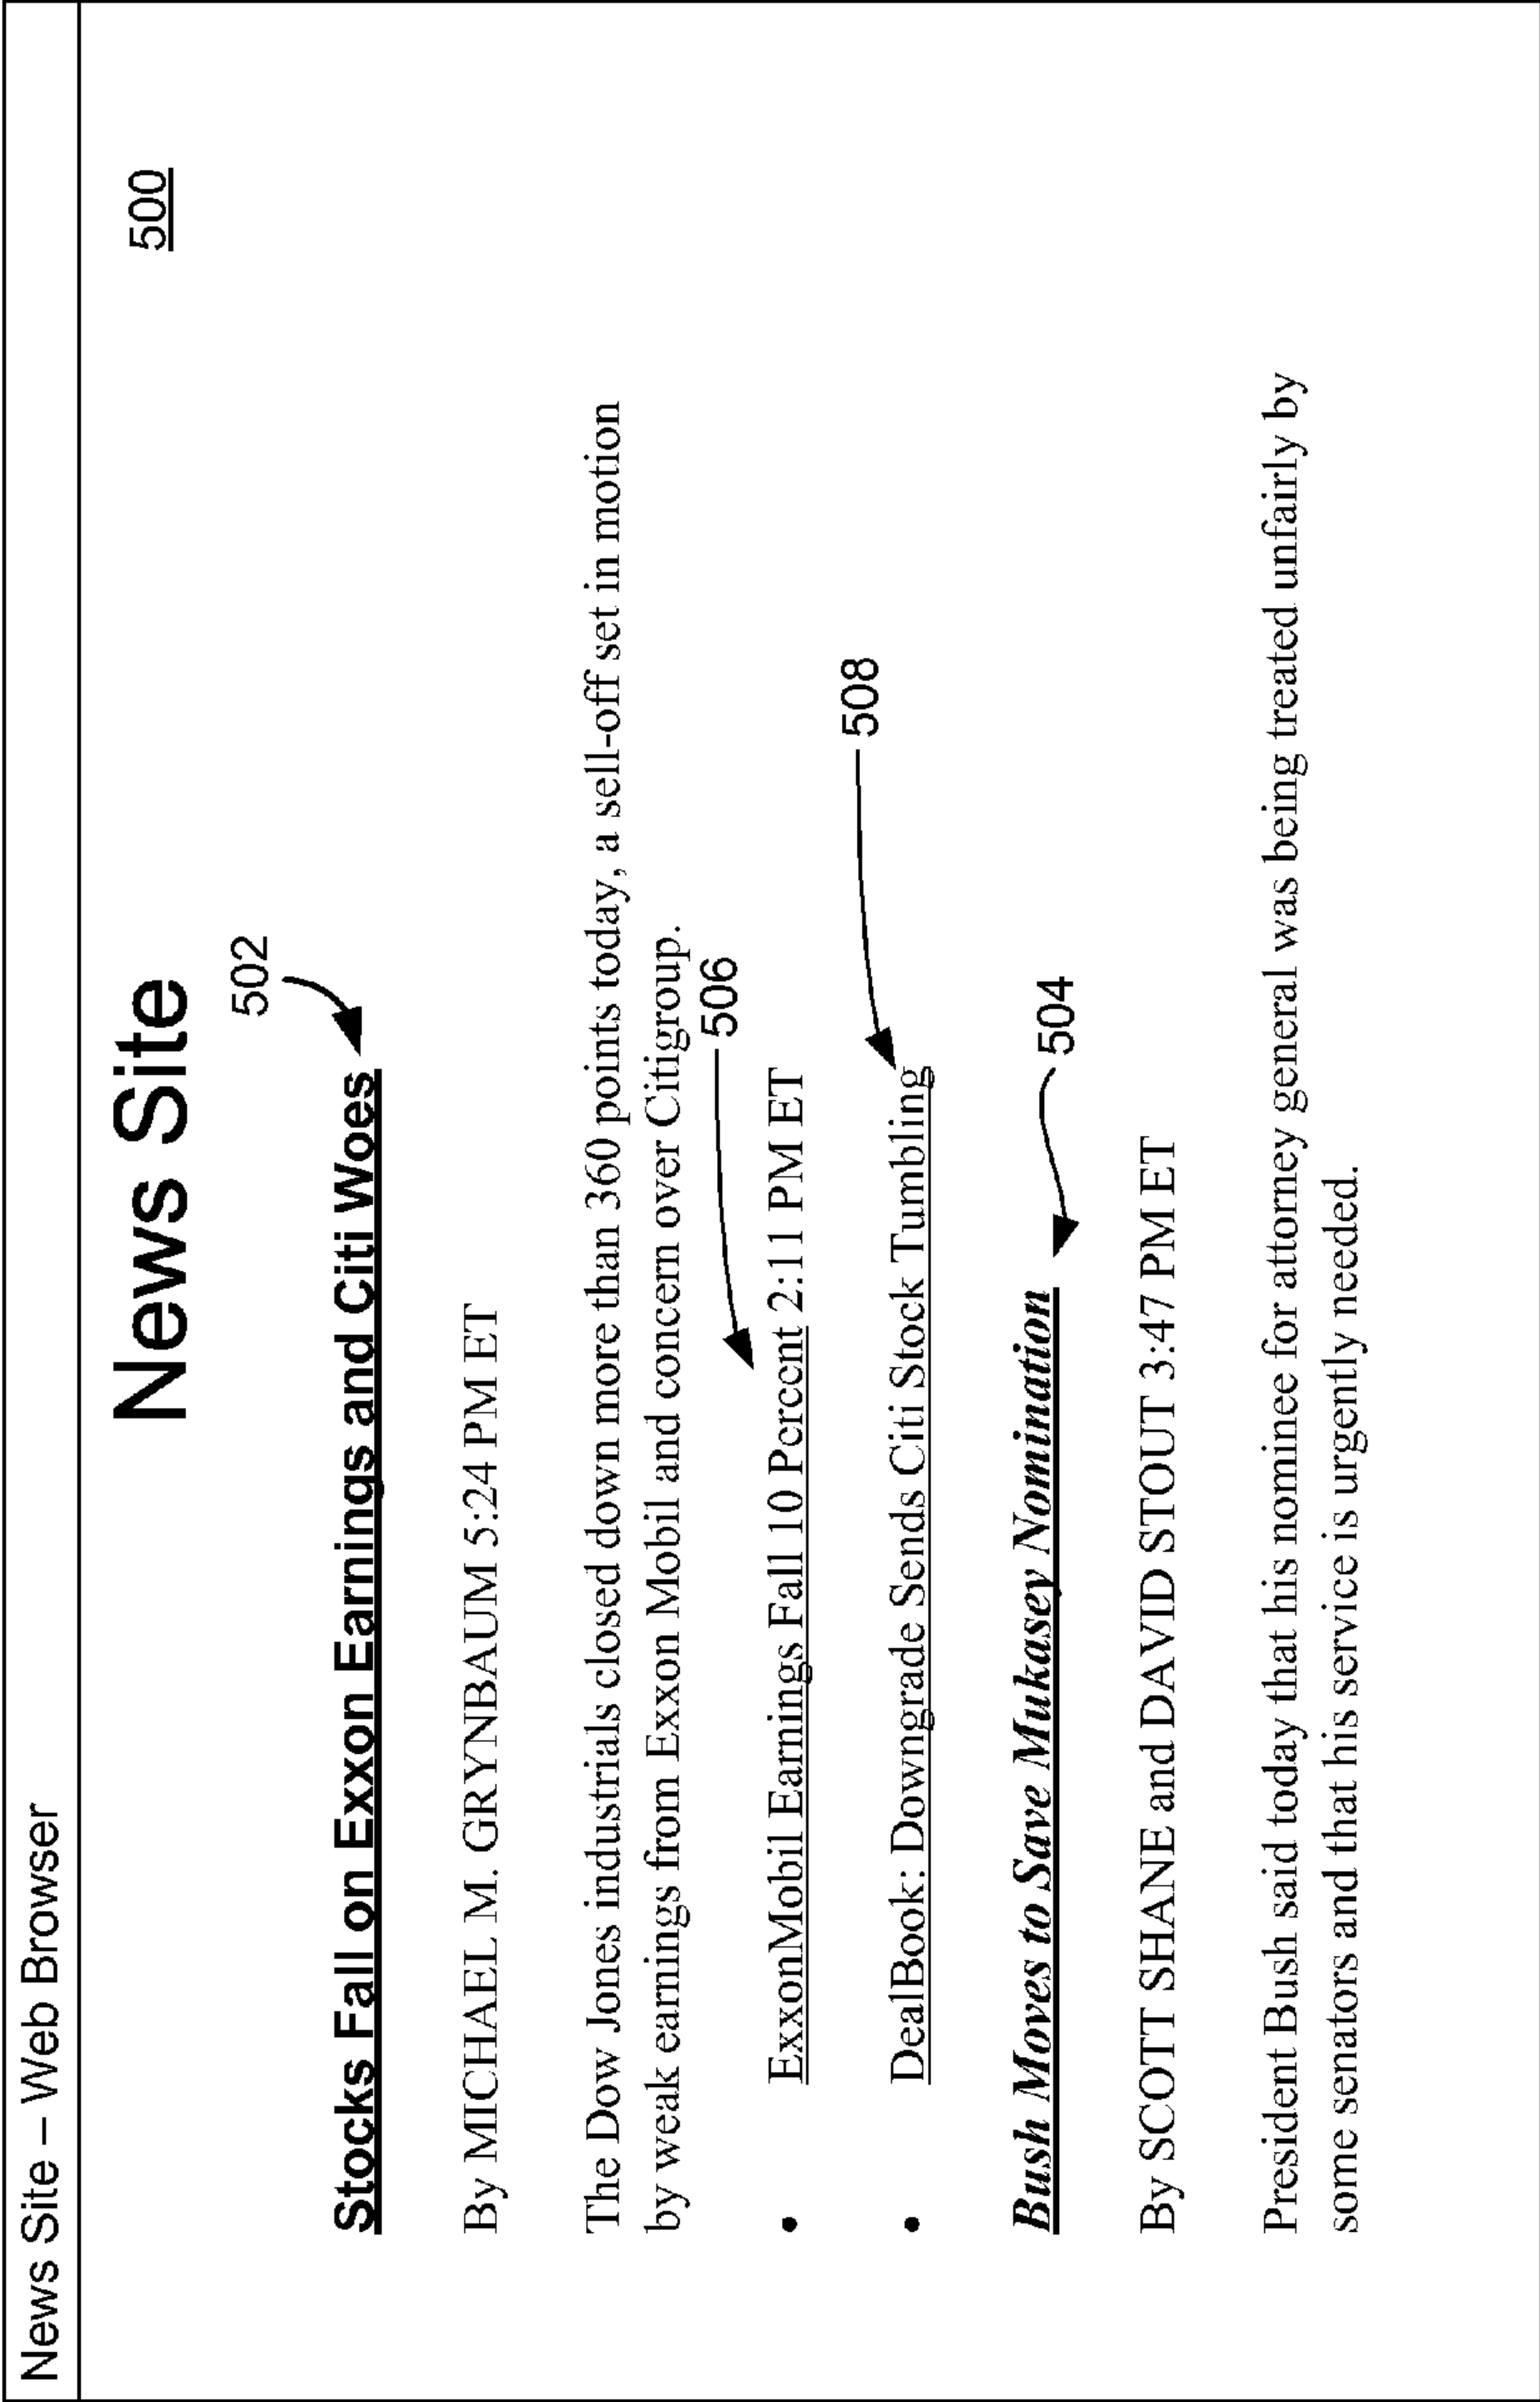 News Site – Web Browser
500
News Site
502
Stocks Fall on Exxon Earnings and Citi Woes
By MICHAEL M. GRYNBAUM 5:24 PM ET
The Dow Jones industrials closed down more than 360 points today, a sell-off set in motion
by weak earnings from Exxon Mobil and concern over Citigroup.
506
• ExxonMobil Earnings Fall 10 Percent 2:11 PM ET
508
• DealBook: Downgrade Sends Citi Stock Tumbling
504
Bush Moves to Save Mukasey Nomination
By SCOTT SHANE and DAVID STOUT 3:47 PM ET
President Bush said today that his nominee for attorney general was being treated unfairly by
some senators and that his service is urgently needed.